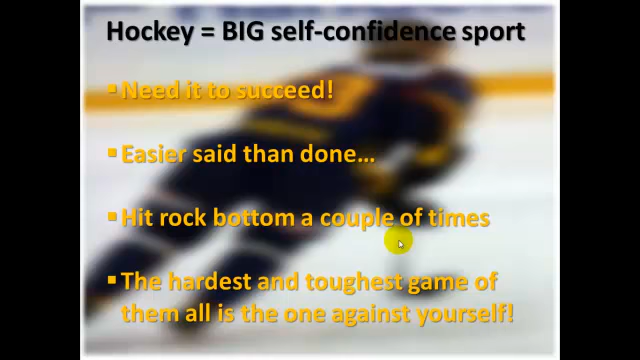 Hockey = BIG self-confidence sport
▪Need it to succeed!
▪Easier said than done...
▪Hit rock bottom a couple of times
▪The hardest and toughest game of
them all is the one against yourself!